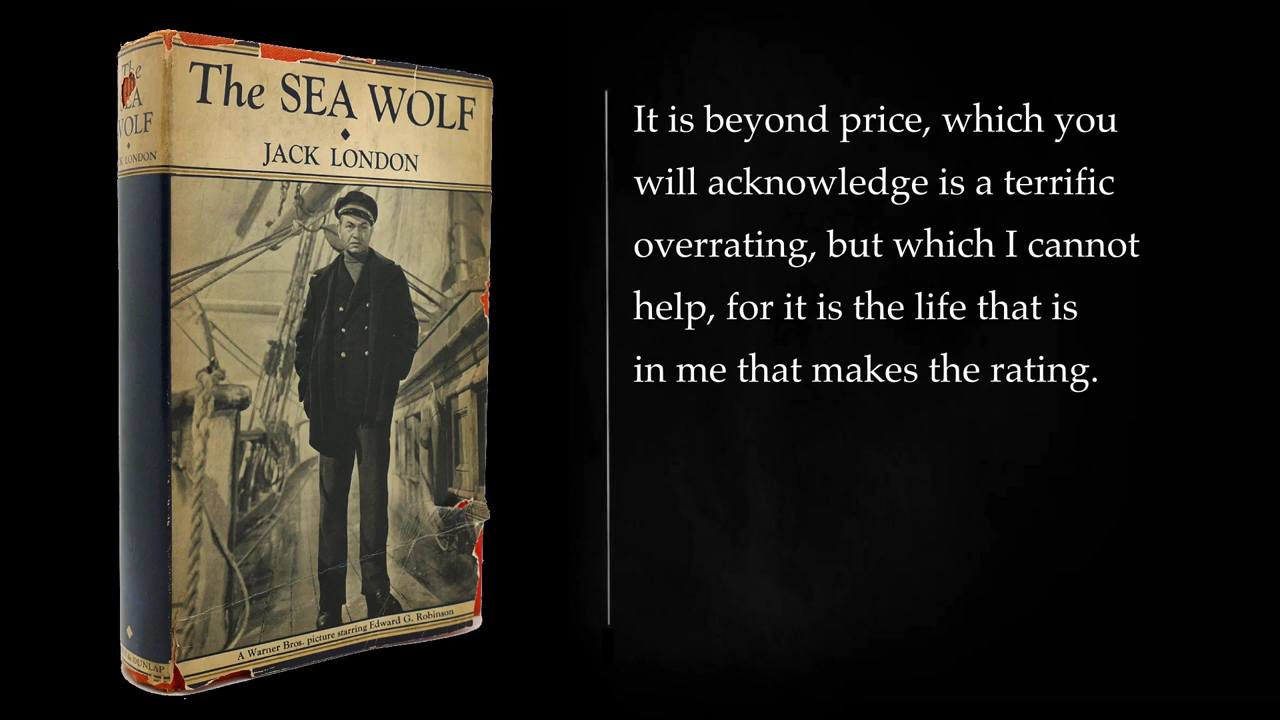 The
SEA
WOLF
LONDON
The SEA WOLF
JACK LONDON
A Warner Bros. picture starring Edward G. Robinson
DUNLAP
It is beyond price, which you
will acknowledge is a terrific
overrating, but which I cannot
help, for it is the life that is
in me that makes the rating.